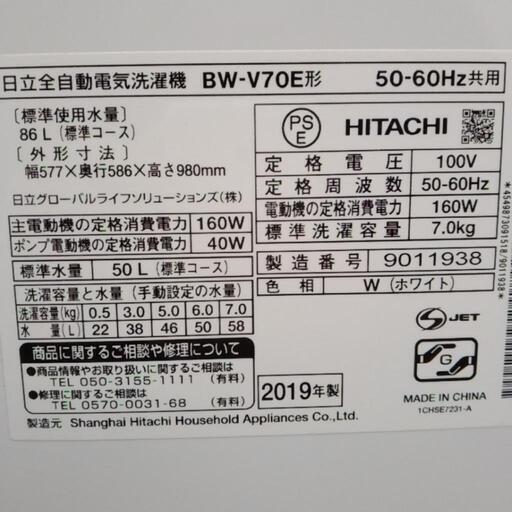 日立全自動電気洗濯機 BW-V70E形 50-60Hz共用
[標準使用水量]
86L(標準コース)
[外形寸法]
幅577×奥行586×高さ980mm
日立グローバルライフソリューションズ(株)
主電動機の定格消費電力 160W
ポンプ電動機の定格消費電力 40W
標準水量 50L(標準コース)
洗濯容量と水量 (手動設定の水量)
洗濯容量(kg) 0.5 3.0 5.0 6.0 7.0
水量(L) 22 38 46 50 58
商品に関するご相談や修理について
●商品情報やお取り扱いに関するご相談
TEL 050-3155-1111 (有料)
●修理に関するご相談
TEL 0570-0031-68 (有料)
PS
E
HITACHI
定格電圧 100V
定格周波数 50-60Hz
電動機の定格消費電力 160W
標準洗濯容量 7.0kg
製造番号 9011938
色相 W(ホワイト)
2019年製
S JET
G
MADE IN CHINA
1CHSE7231-A
製造元 Shanghai Hitachi Household Appliances Co.,Ltd.
*4549873091518/9011938*